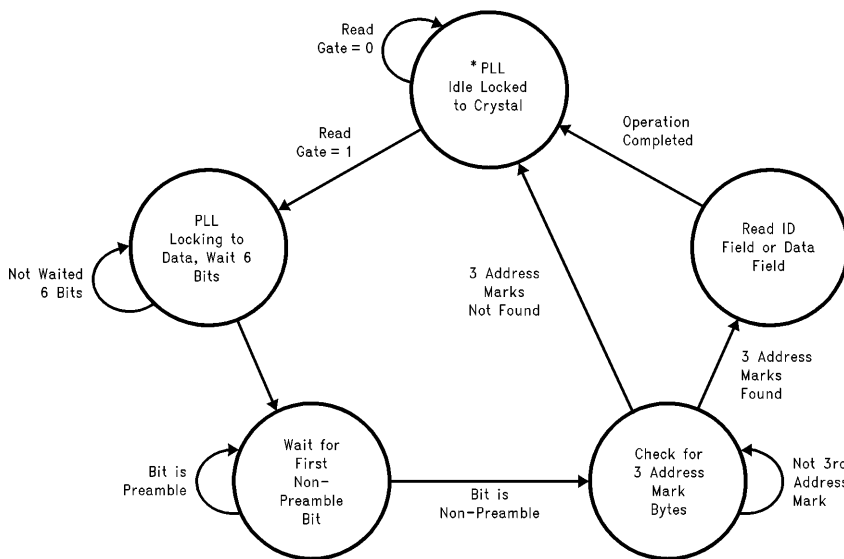 Read
Gate = 0
* PLL
Idle Locked
to Crystal
Read
Gate = 1
Operation
Completed
PLL
Locking to
Data, Wait 6
Bits
Not Waited
6 Bits
3 Address
Marks
Not Found
Read ID
Field or Data
Field
3 Address
Marks
Found
Wait for
First
Non-
Preamble
Bit
Bit is
Preamble
Bit is
Non-Preamble
Check for
3 Address
Mark
Bytes
Not 3rd
Address
Mark